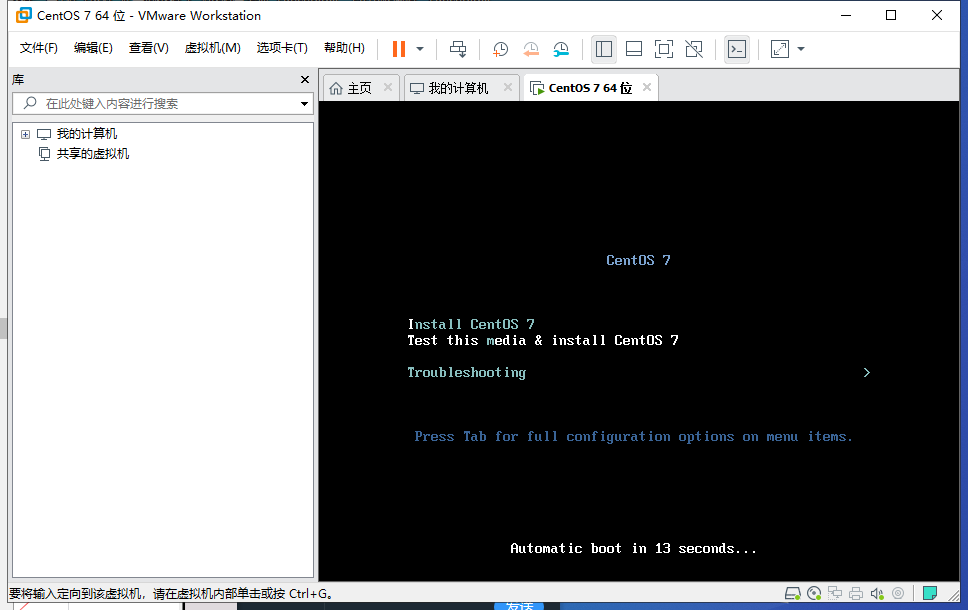 CentOS 7 64 位 - VMware Workstation
文件(F) 编辑(E) 查看(V) 虚拟机(M) 选项卡(T) 帮助(H)
库
主页 我的计算机 CentOS 7 64 位
在此处键入内容进行搜索
我的计算机
共享的虚拟机
CentOS 7
Install CentOS 7
Test this media & install CentOS 7
Troubleshooting >
Press Tab for full configuration options on menu items.
Automatic boot in 13 seconds...
要将输入定向到该虚拟机，请在虚拟机内部单击或按 Ctrl+G。
发送